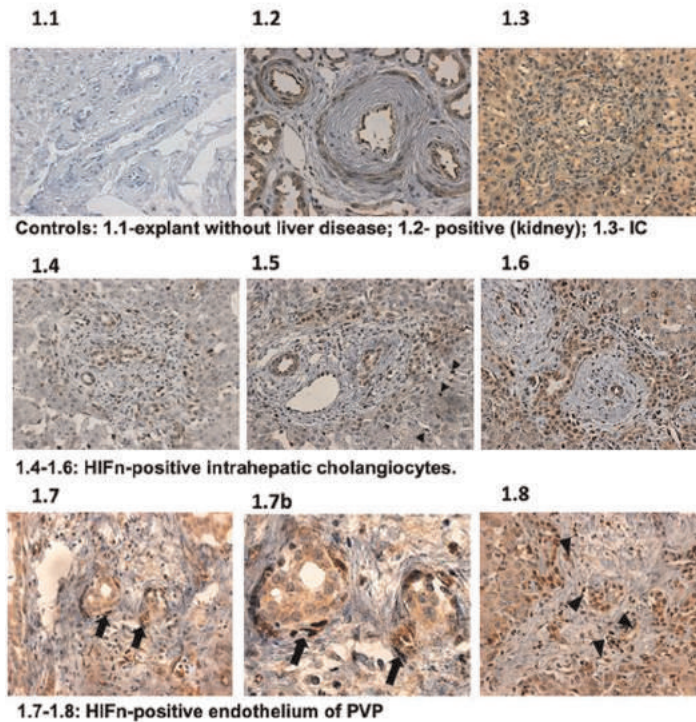 1.1 1.2 1.3
Controls: 1.1-explant without liver disease; 1.2- positive (kidney); 1.3- IC
1.4 1.5 1.6
1.4-1.6: HIFn-positive intrahepatic cholangiocytes.
1.7 1.7b 1.8
1.7-1.8: HIFn-positive endothelium of PVP